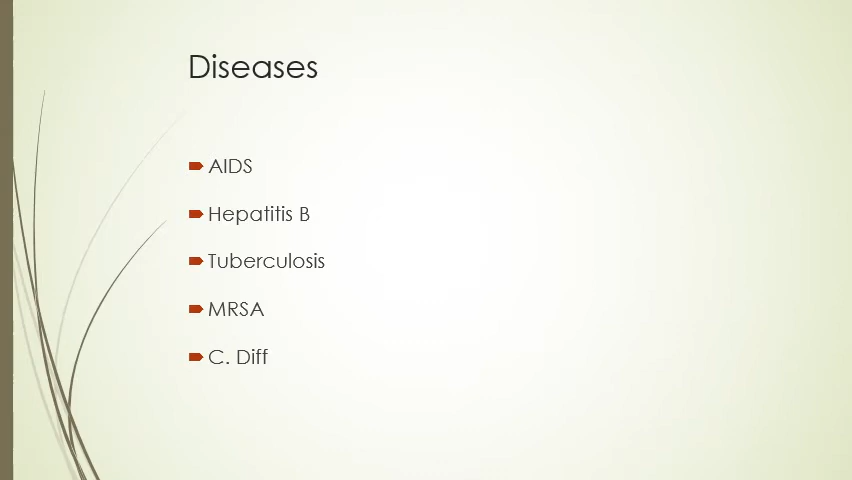 Diseases
AIDS
Hepatitis B
Tuberculosis
MRSA
C. Diff